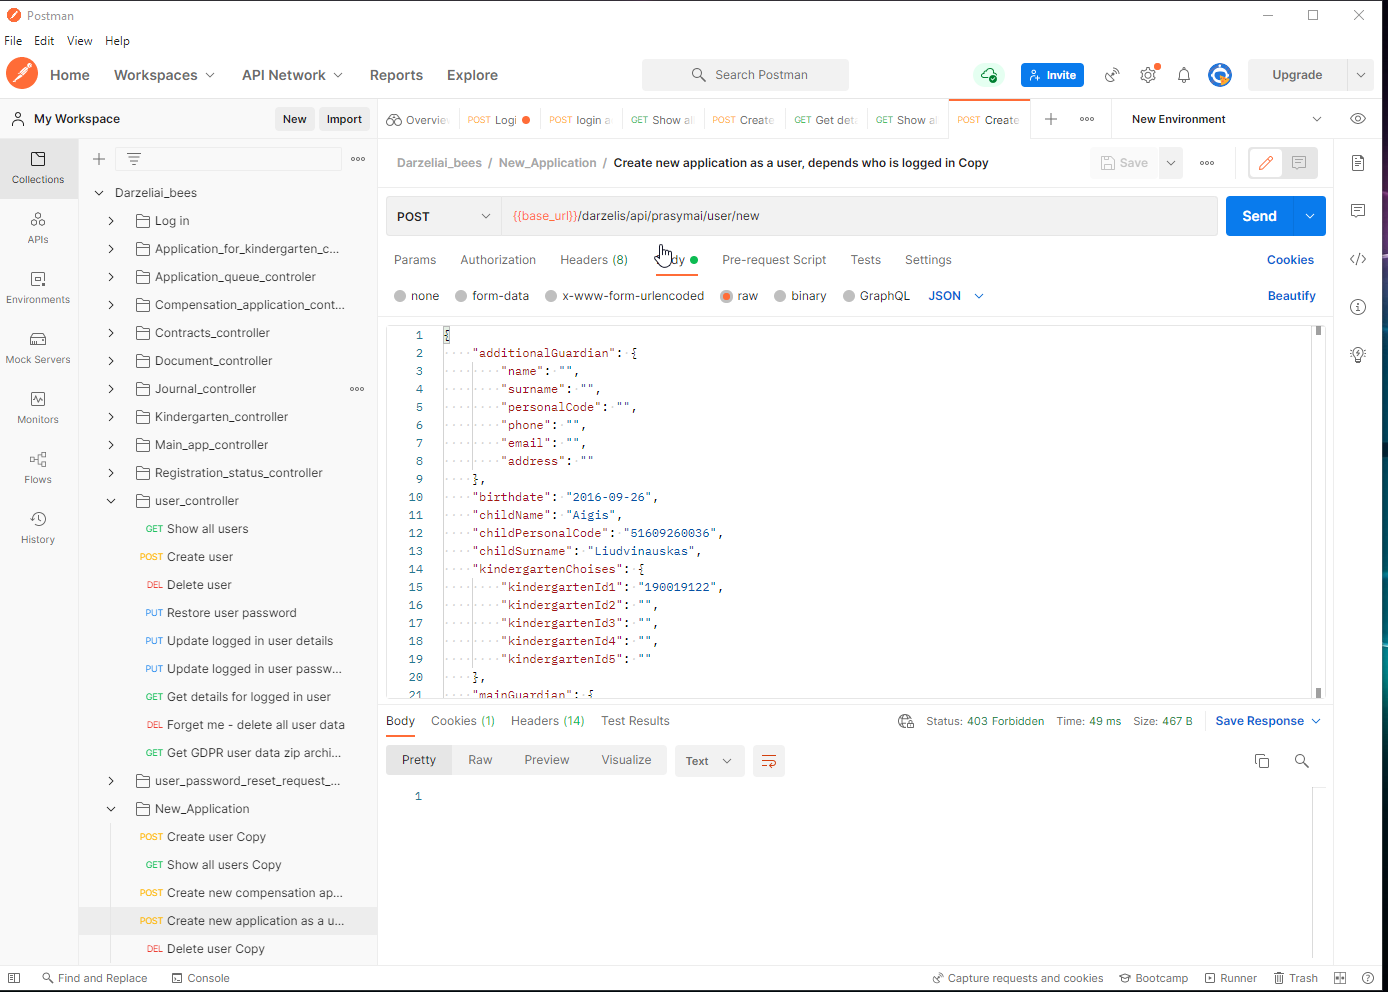 Postman
File Edit View Help
Home Workspaces API Network Reports Explore Search Postman Invite Upgrade
My Workspace New Import
Overvie POST Logi POST login a GET Show al POST Create GET Get deta GET Show al POST Create New Environment
Collections
APIs
Environments
Mock Servers
Monitors
Flows
History
Darzeliai_bees
Log in
Application_for_kindergarten_c...
Application_queue_controler
Compensation_application_cont...
Contracts_controller
Document_controller
Journal_controller
Kindergarten_controller
Main_app_controller
Registration_status_controller
user_controller
GET Show all users
POST Create user
DEL Delete user
PUT Restore user password
PUT Update logged in user details
PUT Update logged in user passw...
GET Get details for logged in user
DEL Forget me - delete all user data
GET Get GDPR user data zip archi...
user_password_reset_request_...
New_Application
POST Create user Copy
GET Show all users Copy
POST Create new compensation ap...
POST Create new application as a u...
DEL Delete user Copy
Darzeliai_bees / New_Application / Create new application as a user, depends who is logged in Copy Save
POST {{base_url}}/darzelis/api/prasymai/user/new Send
Params Authorization Headers (8) dy Pre-request Script Tests Settings Cookies
none form-data x-www-form-urlencoded raw binary GraphQL JSON Beautify
1 {
2 "additionalGuardian": {
3 "name": "",
4 "surname": "",
5 "personalCode": "",
6 "phone": "",
7 "email": "",
8 "address": ""
9 },
10 "birthdate": "2016-09-26",
11 "childName": "Aigis",
12 "childPersonalCode": "51609260036",
13 "childSurname": "Liudvinauskas",
14 "kindergartenChoises": {
15 "kindergartenId1": "190019122",
16 "kindergartenId2": "",
17 "kindergartenId3": "",
18 "kindergartenId4": "",
19 "kindergartenId5": ""
20 },
21 "mainGuardian": {
Body Cookies (1) Headers (14) Test Results Status: 403 Forbidden Time: 49 ms Size: 467 B Save Response
Pretty Raw Preview Visualize Text
1
Find and Replace Console Capture requests and cookies Bootcamp Runner Trash